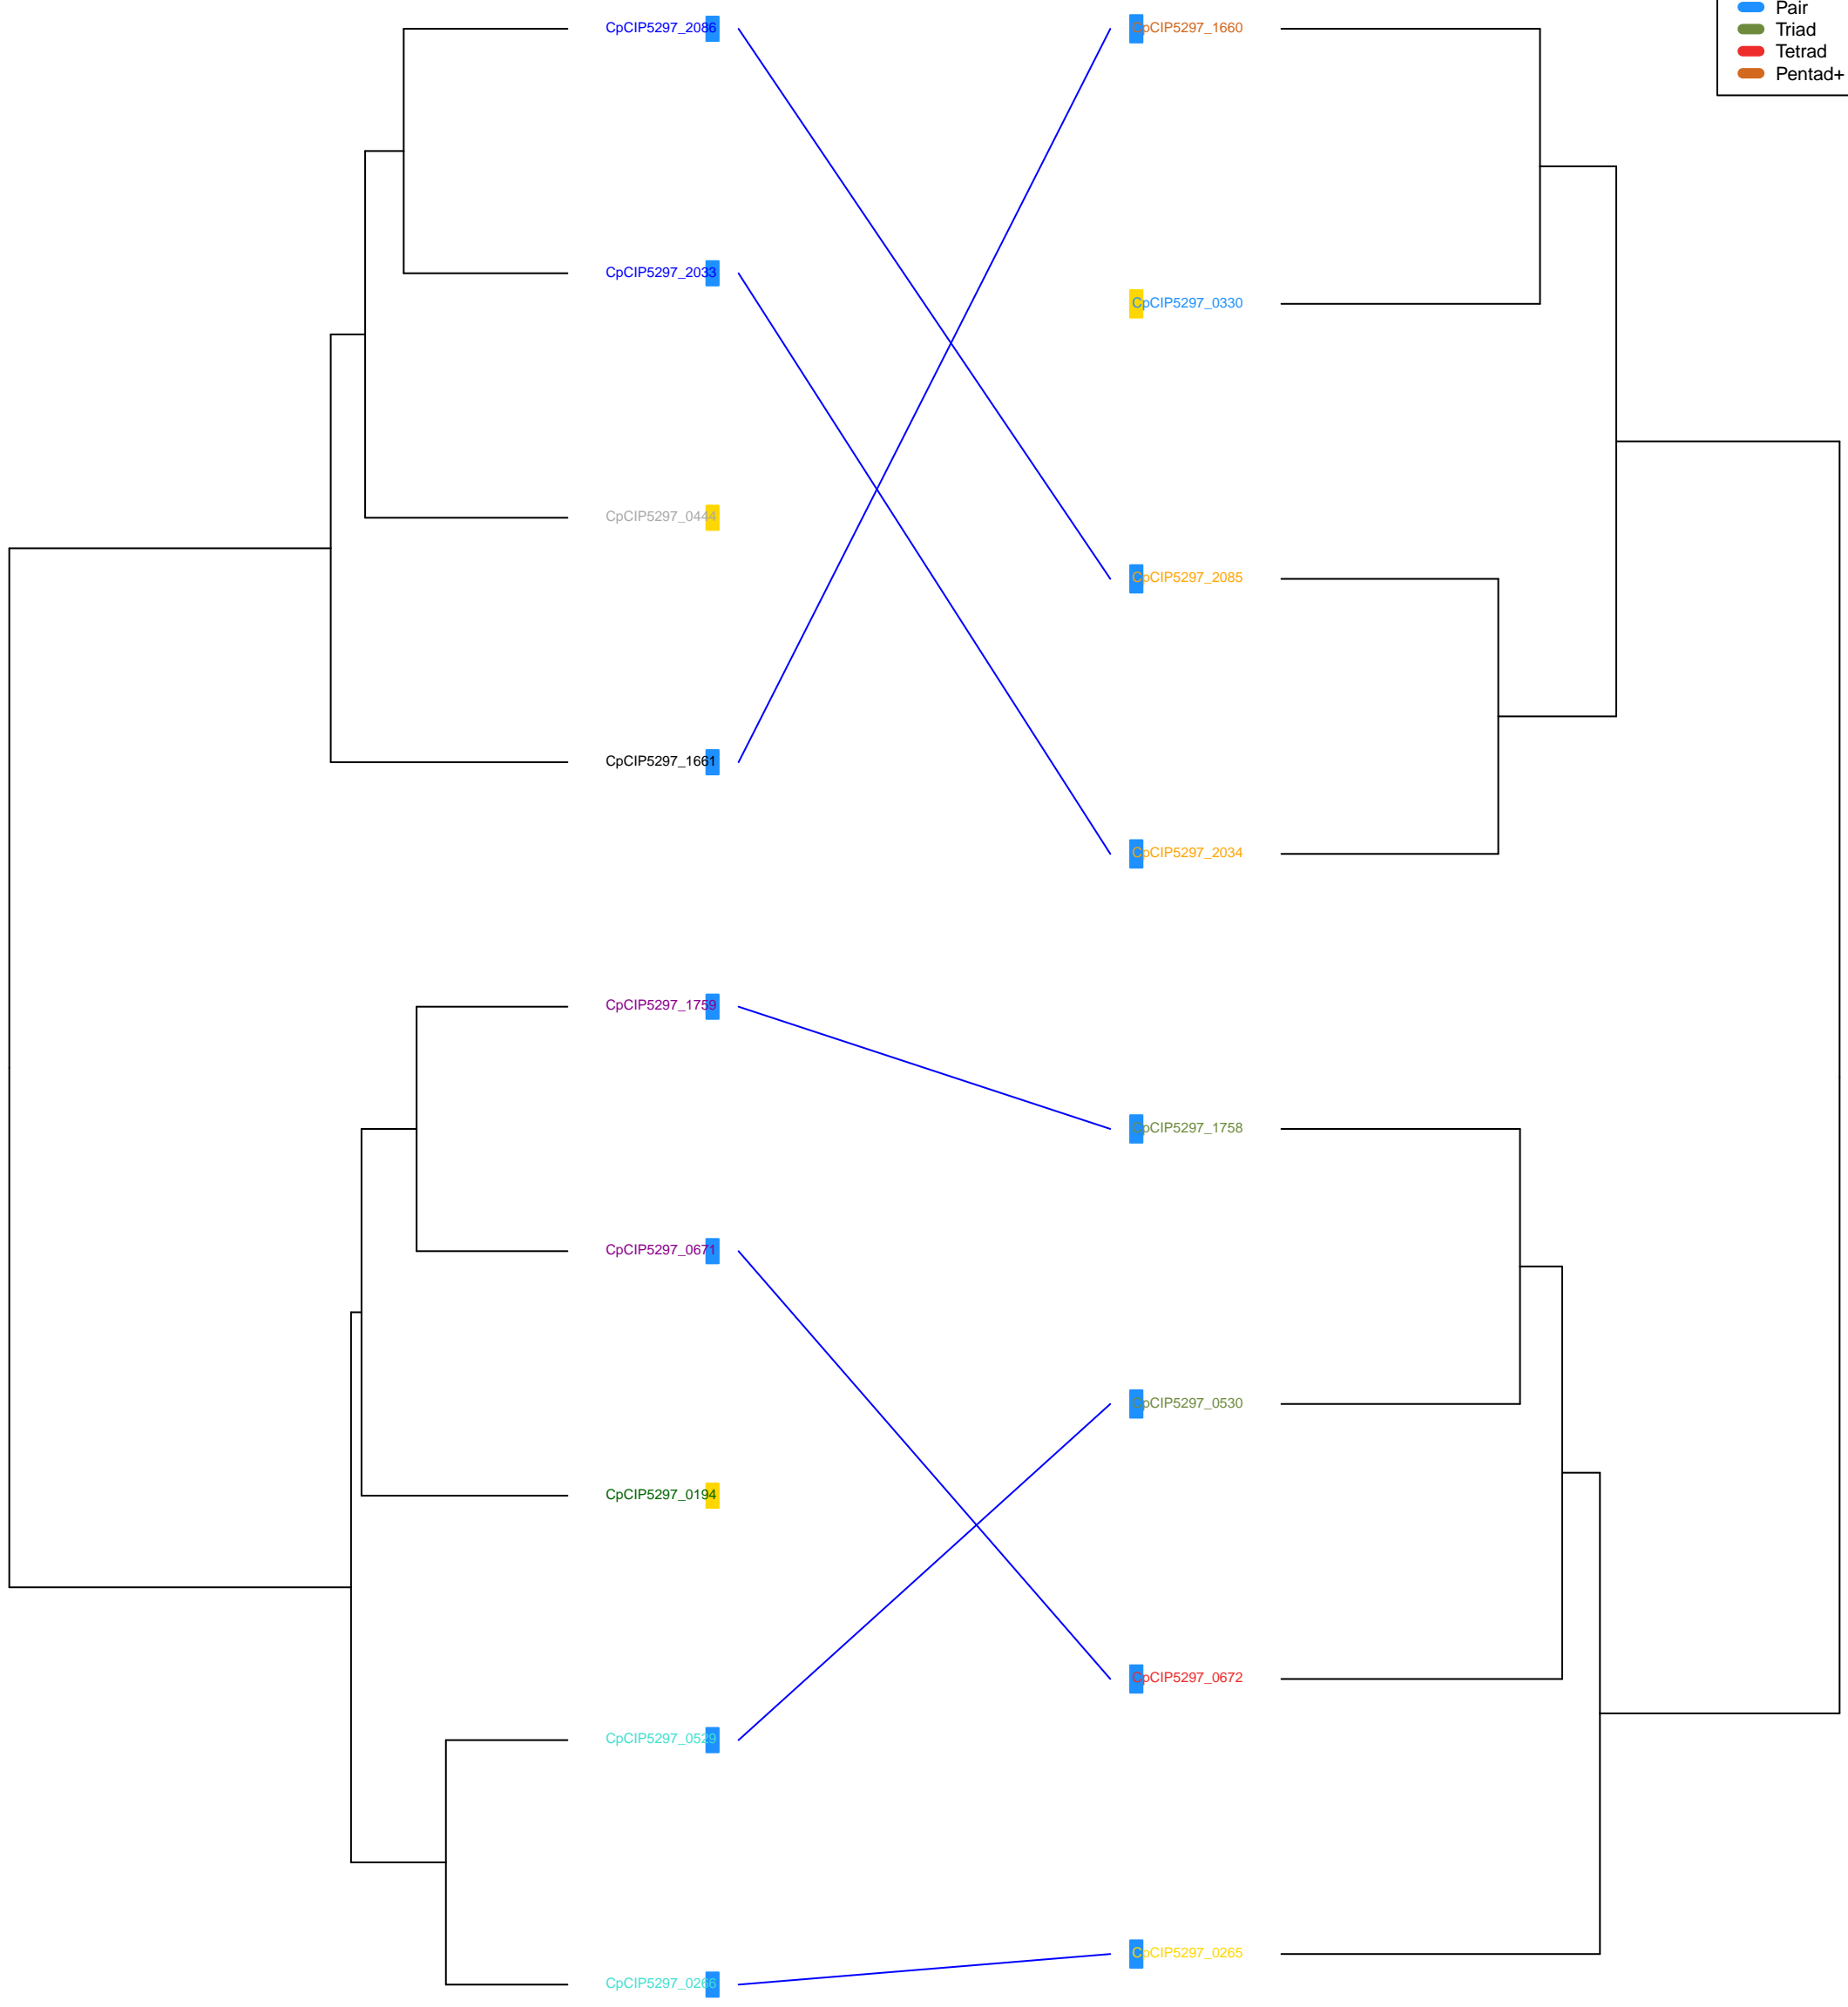 CpCIP5297_2086
CpCIP5297_1660
Pair
Triad
Tetrad
Pentad+
CpCIP5297_2033
CpCIP5297_0330
CpCIP5297_0444
CpCIP5297_2085
CpCIP5297_1661
CpCIP5297_2034
CpCIP5297_1759
CpCIP5297_1758
CpCIP5297_0671
CpCIP5297_0530
CpCIP5297_0194
CpCIP5297_0672
CpCIP5297_0529
CpCIP5297_0265
CpCIP5297_0266